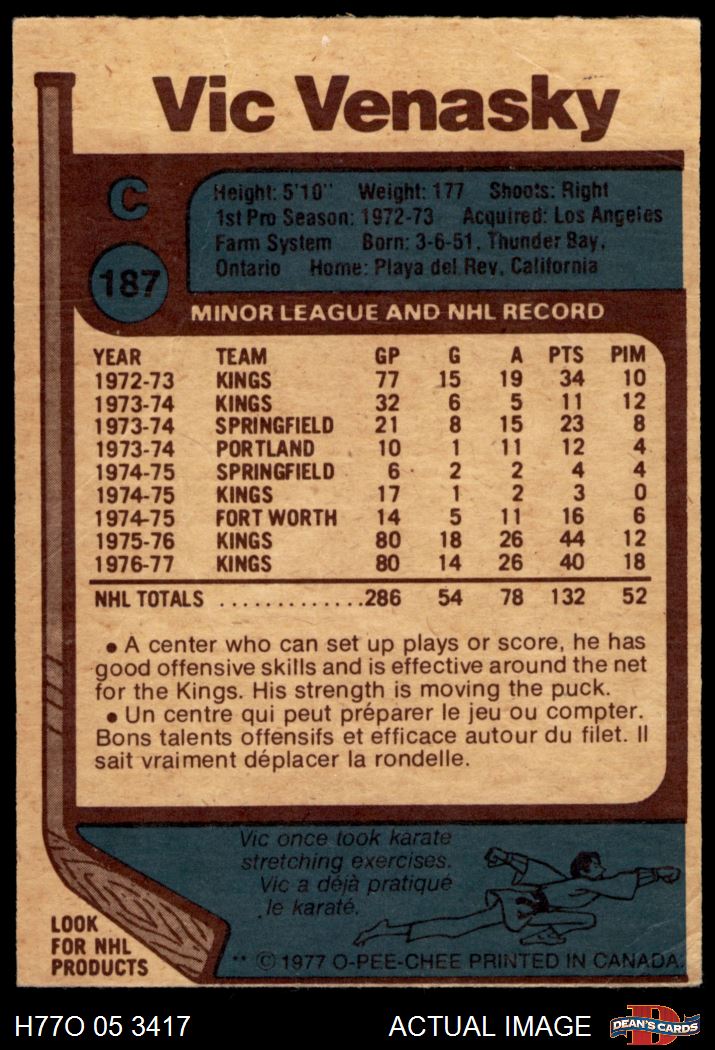 Vic Venasky
C
187
Height: 5'10" Weight: 177 Shoots: Right
1st Pro Season: 1972-73 Acquired: Los Angeles
Farm System Born: 3-6-51, Thunder Bay,
Ontario Home: Playa del Rey, California
MINOR LEAGUE AND NHL RECORD
YEAR TEAM GP G A PTS PIM
1972-73 KINGS 77 15 19 34 10
1973-74 KINGS 32 6 5 11 12
1973-74 SPRINGFIELD 21 8 15 23 8
1973-74 PORTLAND 10 1 11 12 4
1974-75 SPRINGFIELD 6 2 2 4 4
1974-75 KINGS 17 1 2 3 0
1974-75 FORT WORTH 14 5 11 16 6
1975-76 KINGS 80 18 26 44 12
1976-77 KINGS 80 14 26 40 18
NHL TOTALS .............286 54 78 132 52
• A center who can set up plays or score, he has
good offensive skills and is effective around the net
for the Kings. His strength is moving the puck.
• Un centre qui peut préparer le jeu ou compter.
Bons talents offensifs et efficace autour du filet. Il
sait vraiment déplacer la rondelle.
Vic once took karate
stretching exercises.
Vic a déjà pratiqué
le karaté.
LOOK
FOR NHL
PRODUCTS
** © 1977 O-PEE-CHEE PRINTED IN CANADA.
H77O 05 3417 ACTUAL IMAGE
D
DEAN'S CARDS